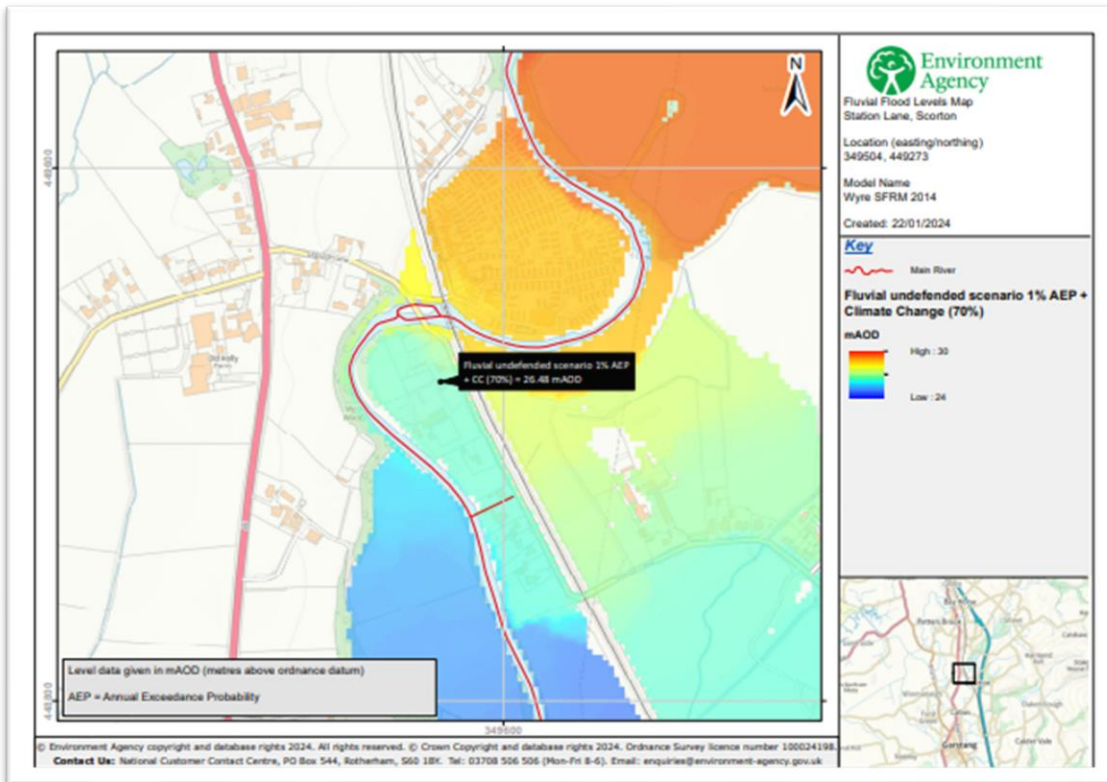 N
Environment
Agency
Fluvial Flood Levels Map
Station Lane, Scorton
Location (easting/northing)
349504, 449273
Model Name
Wyre SFRM 2014
Created: 22/01/2024
Key
Main River
Fluvial undefended scenario 1% AEP +
Climate Change (70%)
mAOD
High : 30
Low : 24
Fluvial undefended scenario 1% AEP
+ CC (70%) = 26.48 mAOD
Level data given in mAOD (metres above ordnance datum)
AEP = Annual Exceedance Probability
349600
Garstang
© Environment Agency copyright and database rights 2024. All rights reserved. © Crown Copyright and database rights 2024. Ordnance Survey licence number 100024198.
Contact Us: National Customer Contact Centre, PO Box 544, Rotherham, S60 1BY. Tel: 03708 506 506 (Mon-Fri 8-6). Email: enquiries@environment-agency.gov.uk